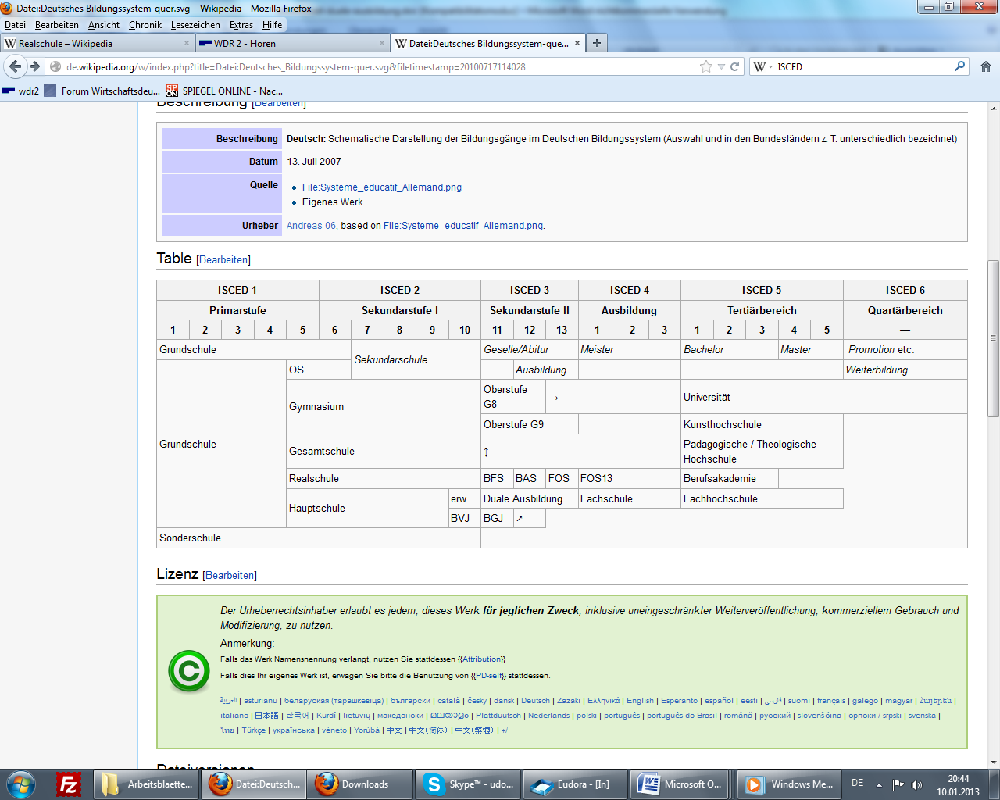 Datei:Deutsches Bildungssystem-quer.svg – Wikipedia - Mozilla Firefox
Datei Bearbeiten Ansicht Chronik Lesezeichen Extras Hilfe
Realschule – Wikipedia
WDR 2 - Hören
Datei:Deutsches Bildungssystem-que...
de.wikipedia.org/w/index.php?title=Datei:Deutsches_Bildungssystem-quer.svg&filetimestamp=20100717114028
ISCED
wdr2 Forum Wirtschaftsdeu... SPIEGEL ONLINE - Nac...
Beschreibung [Bearbeiten]
Beschreibung Deutsch: Schematische Darstellung der Bildungsgänge im Deutschen Bildungssystem (Auswahl und in den Bundesländern z. T. unterschiedlich bezeichnet)
Datum 13. Juli 2007
Quelle
• File:Systeme_educatif_Allemand.png
• Eigenes Werk
Urheber Andreas 06, based on File:Systeme_educatif_Allemand.png.
Table [Bearbeiten]
ISCED 1 ISCED 2 ISCED 3 ISCED 4 ISCED 5 ISCED 6
Primarstufe Sekundarstufe I Sekundarstufe II Ausbildung Tertiärbereich Quartärbereich
1 2 3 4 5 6 7 8 9 10 11 12 13 1 2 3 1 2 3 4 5 —
Grundschule Sekundarschule Geselle/Abitur Meister Bachelor Master Promotion etc.
OS Ausbildung Weiterbildung
Grundschule Gymnasium Oberstufe
G8 → Universität
Oberstufe G9 Kunsthochschule
Gesamtschule ↕ Pädagogische / Theologische
Hochschule
Realschule BFS BAS FOS FOS13 Berufsakademie
Hauptschule erw. Duale Ausbildung Fachschule Fachhochschule
BVJ BGJ ↗
Sonderschule
Lizenz [Bearbeiten]
Der Urheberrechtsinhaber erlaubt es jedem, dieses Werk für jeglichen Zweck, inklusive uneingeschränkter Weiterveröffentlichung, kommerziellem Gebrauch und
Modifizierung, zu nutzen.
Anmerkung:
Falls das Werk Namensnennung verlangt, nutzen Sie stattdessen {{Attribution}}
Falls dies Ihr eigenes Werk ist, erwägen Sie bitte die Benutzung von {{PD-self}} stattdessen.
العربية | asturianu | беларуская (тарашкевіца) | български | català | česky | dansk | Deutsch | Zazaki | Ελληνικά | English | Esperanto | español | eesti | فارسی | suomi | français | galego | magyar | Հայերեն |
italiano | 日本語 | 한국어 | Kurdî | lietuvių | македонски | മലയാളം | Plattdüütsch | Nederlands | polski | português | português do Brasil | română | русский | slovenščina | српски / srpski | svenska |
ไทย | Türkçe | українська | vèneto | Yorùbá | 中文 | 中文(简体) | 中文(繁體) | +/−
Dateiversionen
Arbeitsblaette... Datei:Deutsch... Downloads Skype™ - udo... Eudora - [In] Microsoft O... Windows Me... DE 20:44
10.01.2013